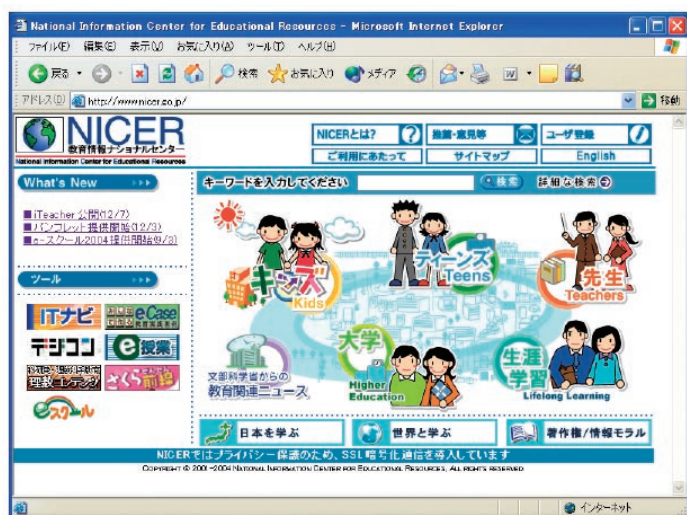 National Information Center for Educational Resources - Microsoft Internet Explorer
ファイル(F) 編集(E) 表示(V) お気に入り(A) ツール(T) ヘルプ(H)
戻る 検索 お気に入り メディア
アドレス(D) http://www.nicer.go.jp/ 移動
NICER
教育情報ナショナルセンター
National Information Center for Educational Resources
NICERとは? 推薦・意見等 ユーザ登録
ご利用にあたって サイトマップ English
What's New
キーワードを入力してください 検索 詳細な検索
■iTeacher 公開(12/7)
■パンフレット提供開始(12/3)
■e-スクール2004提供開始(9/3)
ツール
ITナビ eCase
教育実践事例
デジコン e授業
理数コンテンツ さくら前線
eスクール
キッズ
Kids
ティーンズ
Teens
先生
Teachers
文部科学省からの
教育関連ニュース
大学
Higher
Education
生涯
学習
Lifelong Learning
日本を学ぶ 世界と学ぶ 著作権/情報モラル
NICERではプライバシー保護のため、SSL暗号化通信を導入しています
COPYRIGHT © 2001-2004 NATIONAL INFORMATION CENTER FOR EDUCATIONAL RESOURCES, ALL RIGHTS RESERVED
インターネット